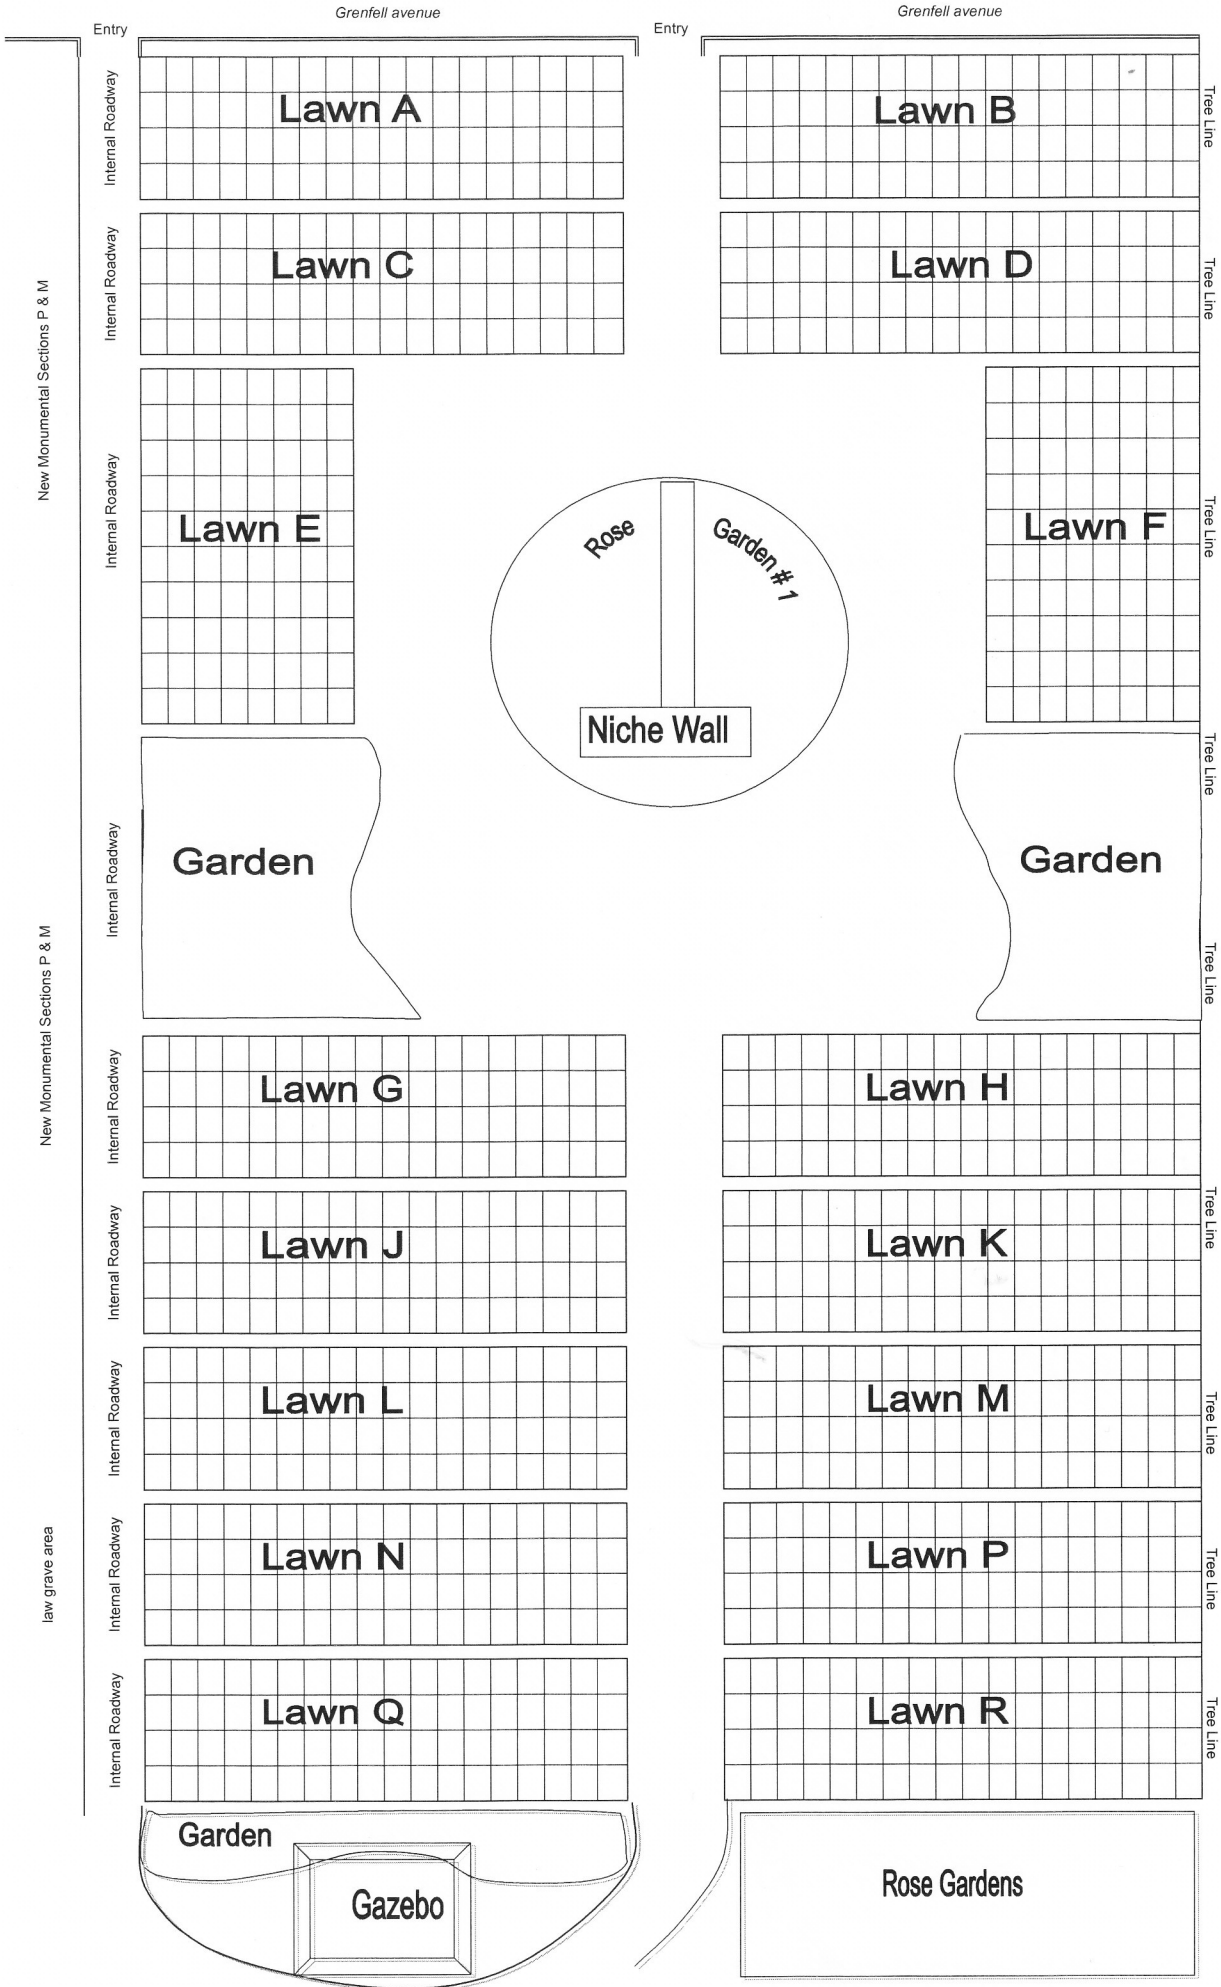 Grenfell avenue
Grenfell avenue
Entry
Entry
Internal Roadway
Lawn A
Lawn B
Tree Line
Internal Roadway
Lawn C
Lawn D
Tree Line
New Monumental Sections P & M
Internal Roadway
Lawn E
Rose
Garden # 1
Lawn F
Tree Line
Niche Wall
Tree Line
Internal Roadway
Garden
Garden
Tree Line
New Monumental Sections P & M
Internal Roadway
Lawn G
Lawn H
Internal Roadway
Lawn J
Lawn K
Tree Line
Internal Roadway
Lawn L
Lawn M
Tree Line
law grave area
Internal Roadway
Lawn N
Lawn P
Tree Line
Internal Roadway
Lawn Q
Lawn R
Tree Line
Garden
Gazebo
Rose Gardens